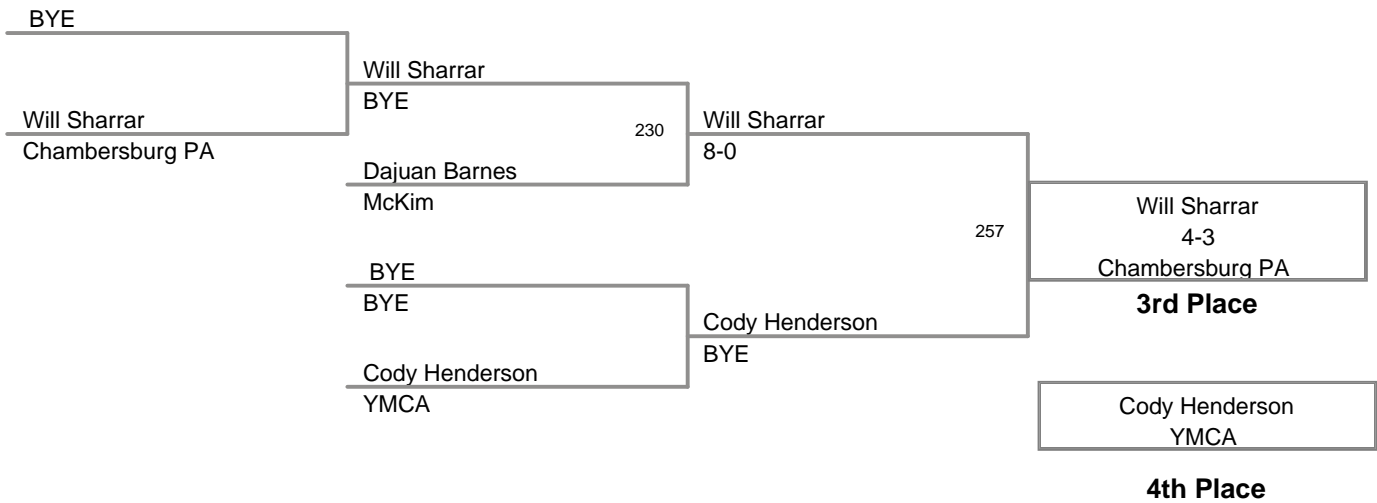 BYE
Will Sharrar
Chambersburg PA
Will Sharrar
BYE
230
Dajuan Barnes
McKim
BYE
BYE
Cody Henderson
YMCA
Will Sharrar
8-0
257
Cody Henderson
BYE
Will Sharrar
4-3
Chambersburg PA
3rd Place
Cody Henderson
YMCA
4th Place